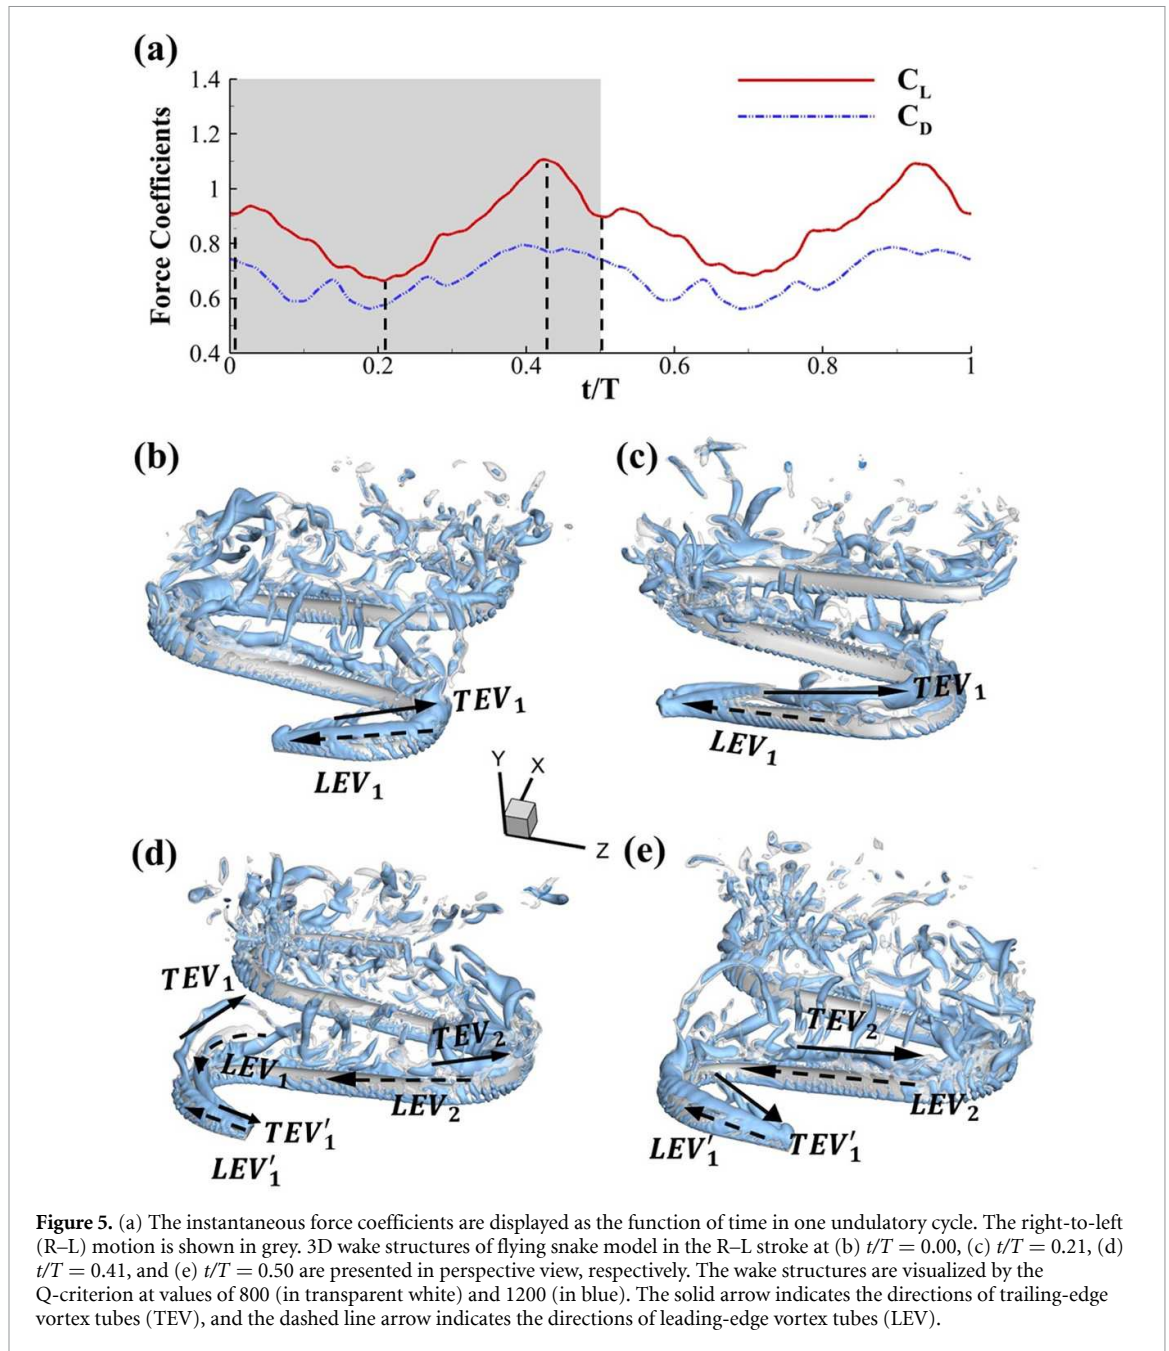 (a)
1.4
1.2
1
0.8
0.6
0.4
Force Coefficients
C_L
C_D
0
0.2
0.4
0.6
0.8
1
t/T
(b)
TEV_1
LEV_1
(c)
TEV_1
LEV_1
Y
X
Z
(d)
TEV_1
LEV_1
TEV_2
LEV_2
TEV′_1
LEV′_1
(e)
TEV_2
LEV_2
LEV′_1
TEV′_1
Figure 5. (a) The instantaneous force coefficients are displayed as the function of time in one undulatory cycle. The right-to-left
(R–L) motion is shown in grey. 3D wake structures of flying snake model in the R–L stroke at (b) t/T = 0.00, (c) t/T = 0.21, (d)
t/T = 0.41, and (e) t/T = 0.50 are presented in perspective view, respectively. The wake structures are visualized by the
Q-criterion at values of 800 (in transparent white) and 1200 (in blue). The solid arrow indicates the directions of trailing-edge
vortex tubes (TEV), and the dashed line arrow indicates the directions of leading-edge vortex tubes (LEV).